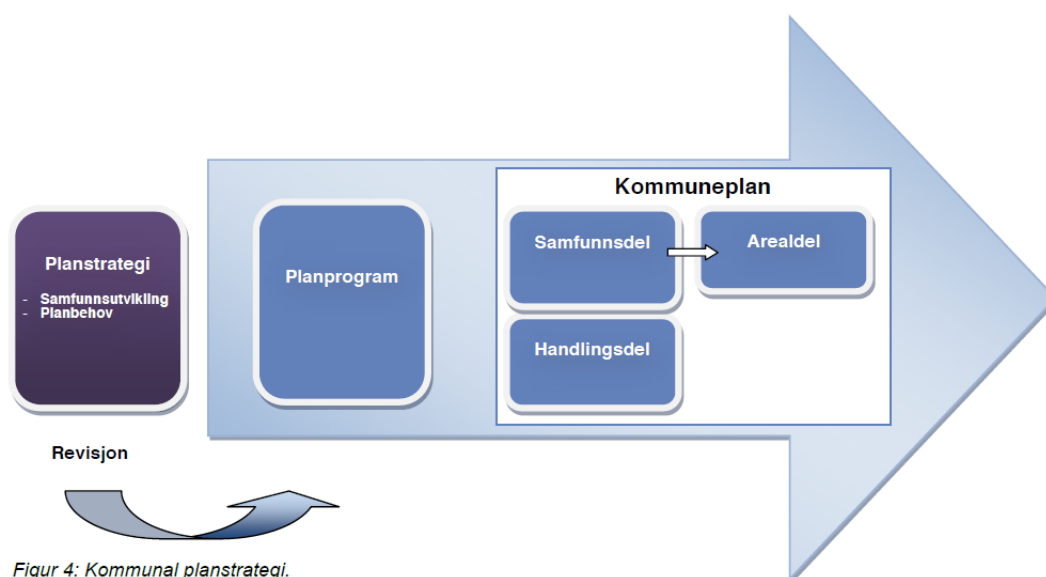 Kommuneplan
Planstrategi
- Samfunnsutvikling
- Planbehov
Planprogram
Samfunnsdel
Arealdel
Handlingsdel
Revisjon
Figur 4: Kommunal planstrategi.